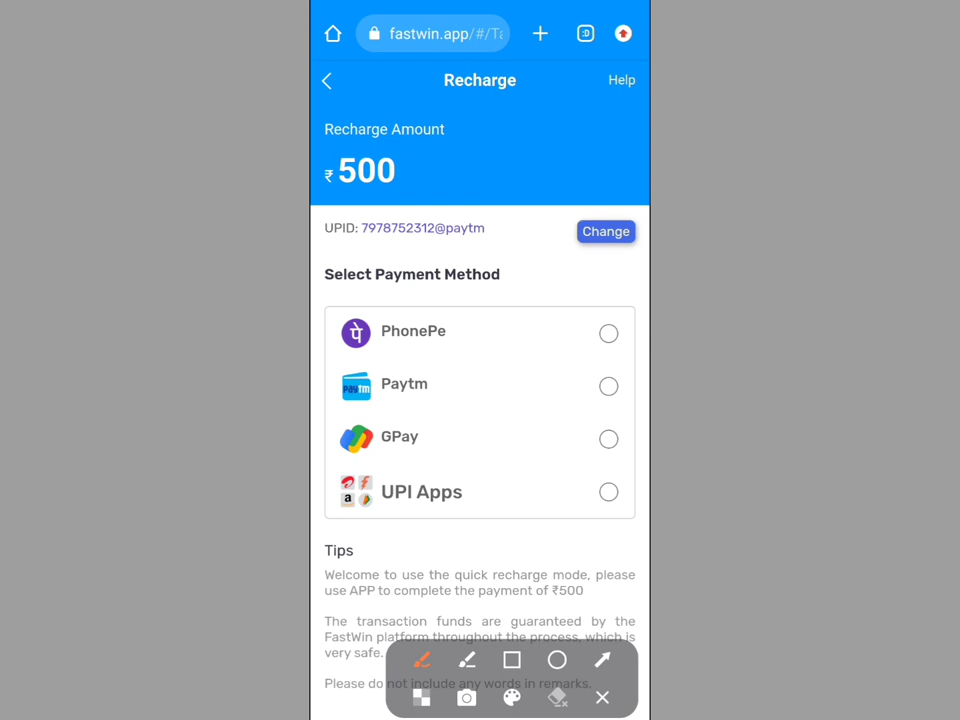 fastwin.app/#/Ta
:D
Recharge
Help
Recharge Amount
₹ 500
UPID: 7978752312@paytm
Change
Select Payment Method
पे PhonePe
Paytm Paytm
GPay
a
UPI Apps
Tips
Welcome to use the quick recharge mode, please
use APP to complete the payment of ₹500
The transaction funds are guaranteed by the
FastWin platform throughout the process, which is
very safe.
Please do not include any words in remarks.